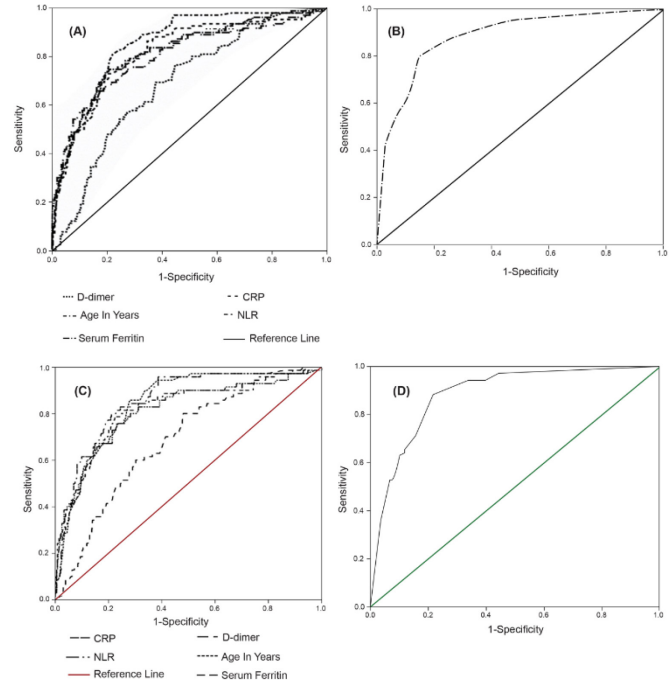 (A)
Sensitivity
1.0
0.8
0.6
0.4
0.2
0.0
0.0 0.2 0.4 0.6 0.8 1.0
1-Specificity
D-dimer
CRP
Age In Years
NLR
Serum Ferritin
Reference Line
(B)
Sensitivity
1.0
0.8
0.6
0.4
0.2
0.0
0.0 0.2 0.4 0.6 0.8 1.0
1-Specificity
(C)
Sensitivity
1.0
0.8
0.6
0.4
0.2
0.0
0.0 0.2 0.4 0.6 0.8 1.0
1-Specificity
CRP
D-dimer
NLR
Age In Years
Reference Line
Serum Ferritin
(D)
Sensitivity
1.0
0.8
0.6
0.4
0.2
0.0
0.0 0.2 0.4 0.6 0.8 1.0
1-Specificity